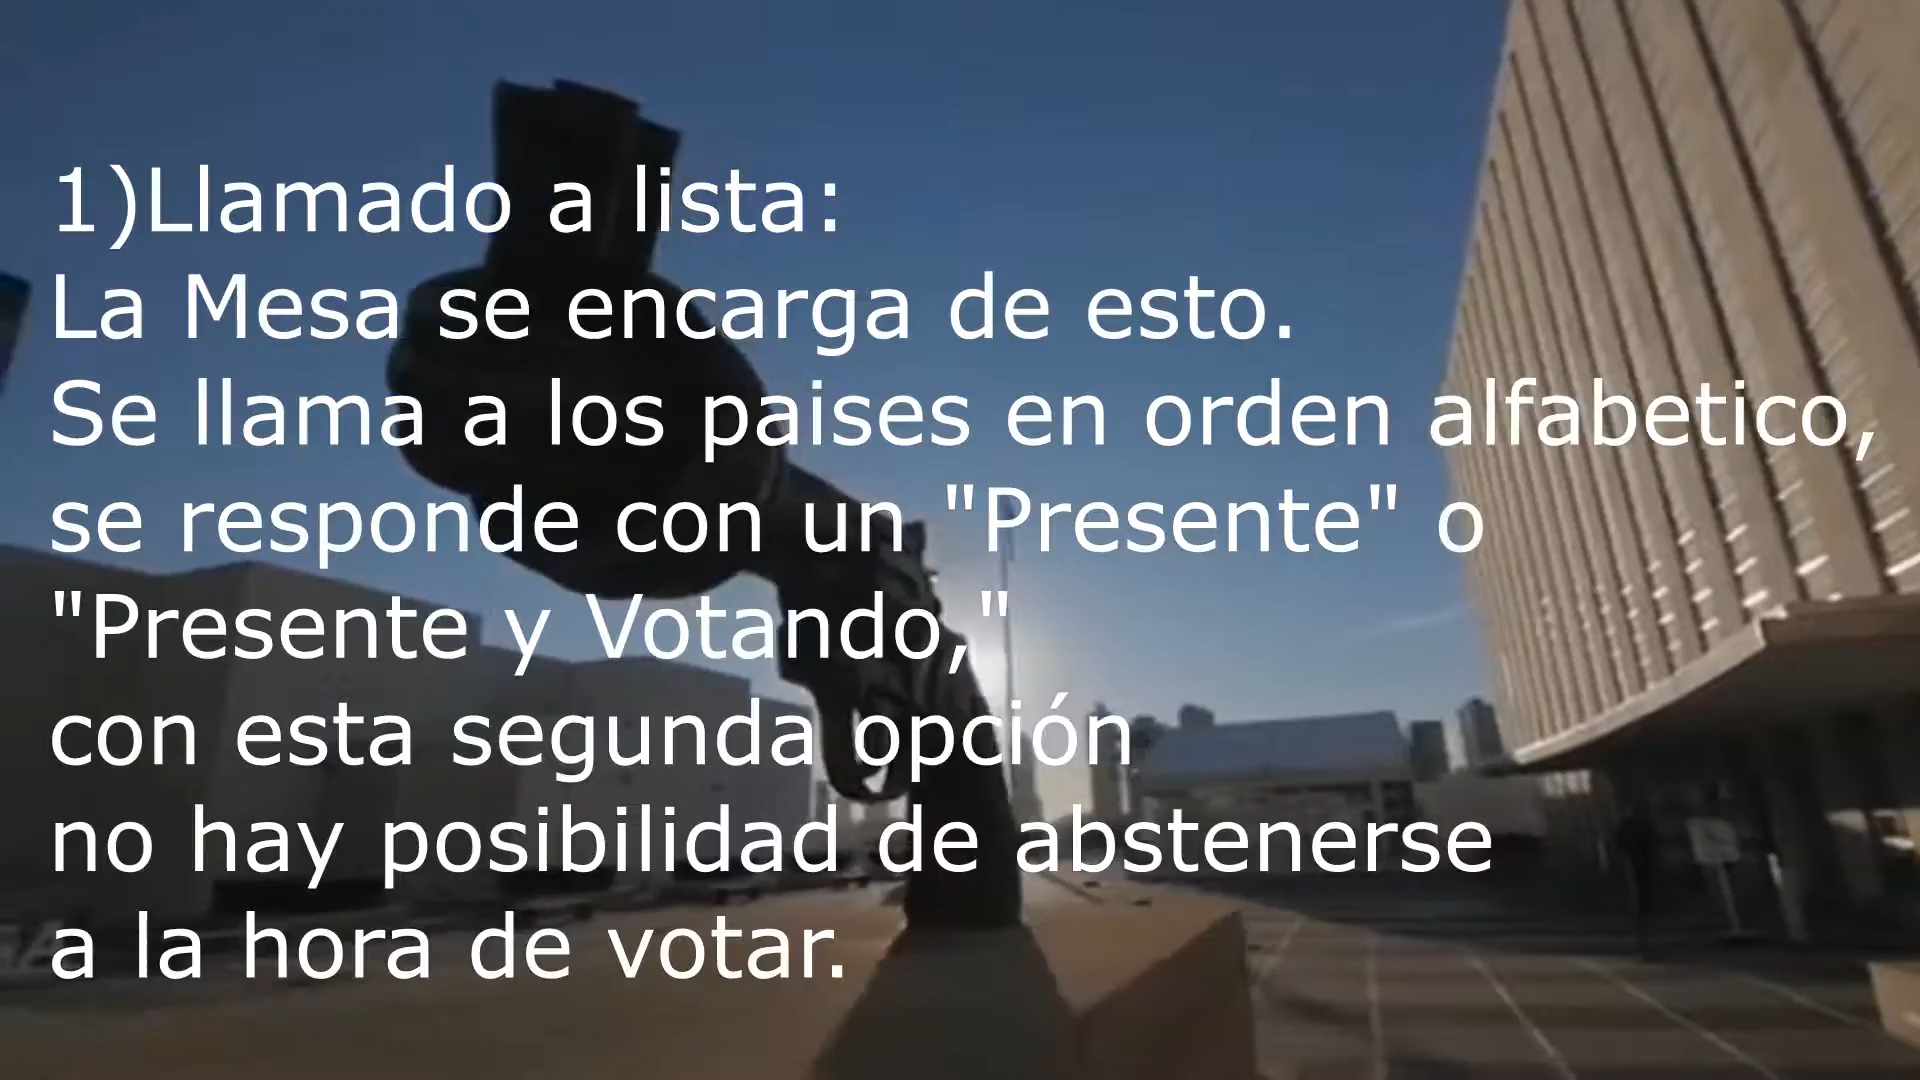 1)Llamado a lista:
La Mesa se encarga de esto.
Se llama a los paises en orden alfabetico,
se responde con un "Presente" o
"Presente y Votando,"
con esta segunda opción
no hay posibilidad de abstenerse
a la hora de votar.